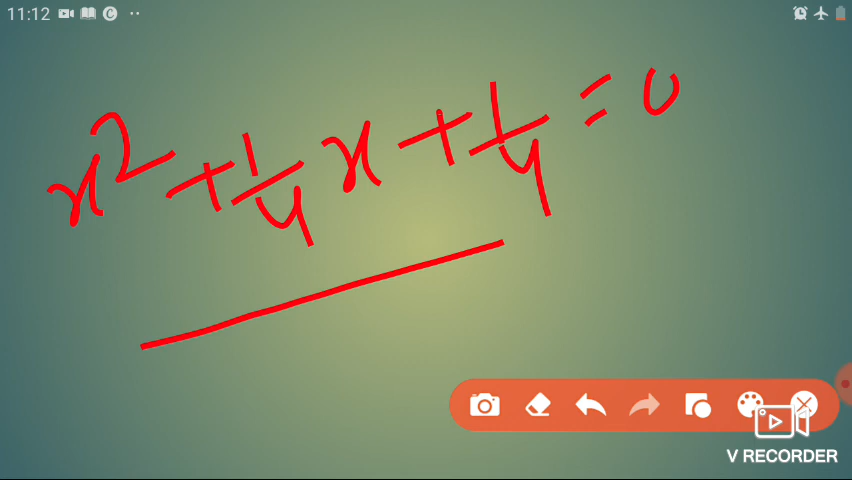 11:12
x² + 1/4 x + 1/4 = 0
V RECORDER